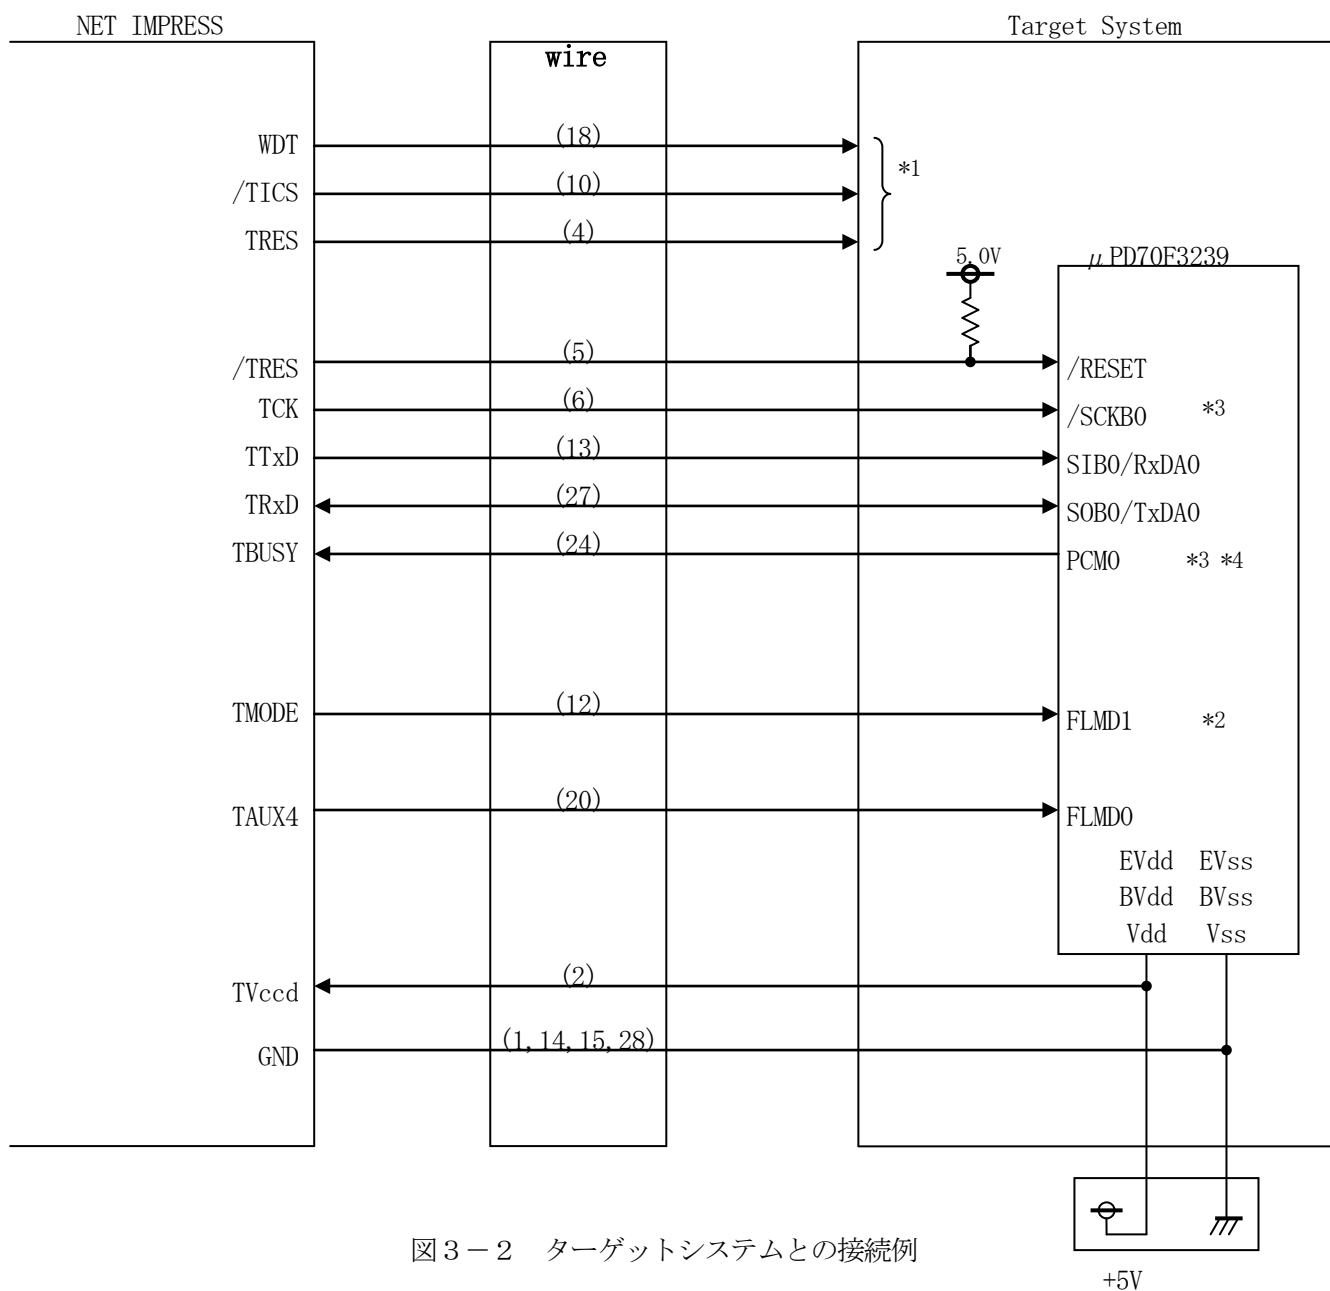 NET IMPRESS
Target System
wire
WDT (18)
*1
/TICS (10)
TRES (4)
5.0V
μPD70F3239
/TRES (5) /RESET
TCK (6) /SCKB0 *3
TTxD (13) SIB0/RxDA0
TRxD (27) SOB0/TxDA0
TBUSY (24) PCM0 *3 *4
TMODE (12) FLMD1 *2
TAUX4 (20) FLMD0
EVdd EVss
BVdd BVss
Vdd Vss
TVccd (2)
GND (1,14,15,28)
図3-2 ターゲットシステムとの接続例
+5V